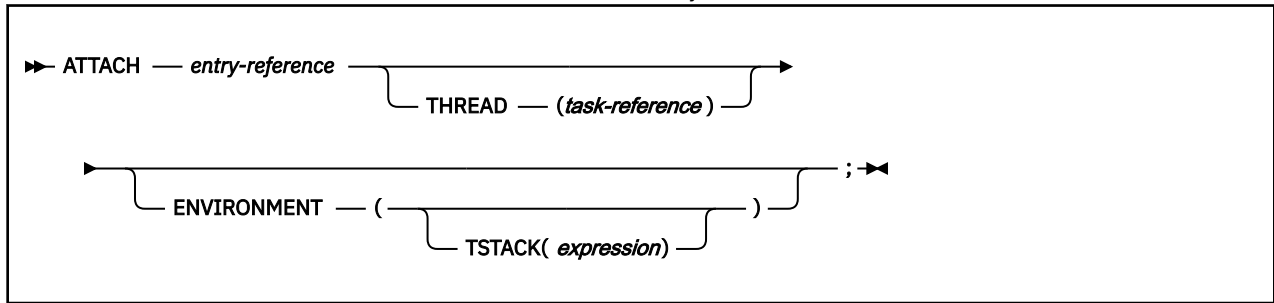 ATTACH entry-reference
THREAD (task-reference)
;
ENVIRONMENT ( )
TSTACK( expression)